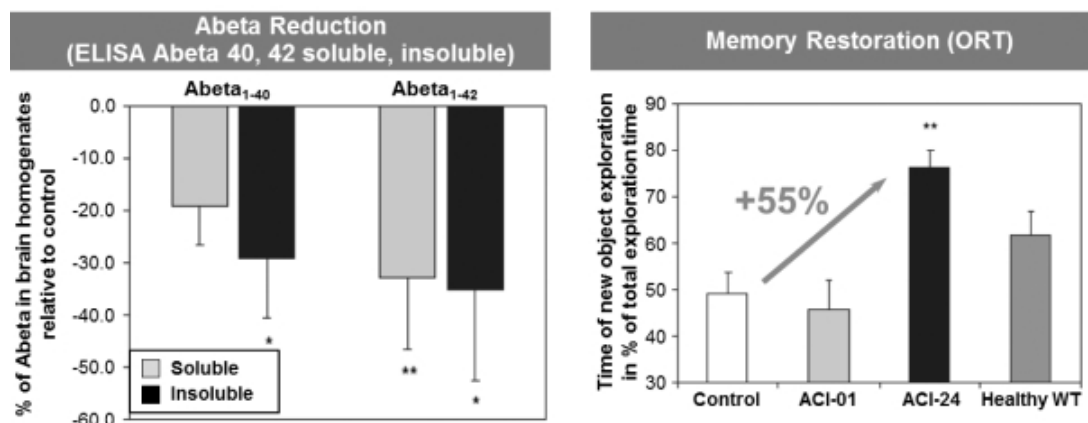 Abeta Reduction
(ELISA Abeta 40, 42 soluble, insoluble)
% of Abeta in brain homogenates
relative to control
Abeta1-40
Abeta1-42
0.0
-10.0
-20.0
-30.0
-40.0
-50.0
-60.0
*
**
*
Soluble
Insoluble
Memory Restoration (ORT)
Time of new object exploration
in % of total exploration time
90
80
70
60
50
40
30
+55%
**
Control
ACI-01
ACI-24
Healthy WT